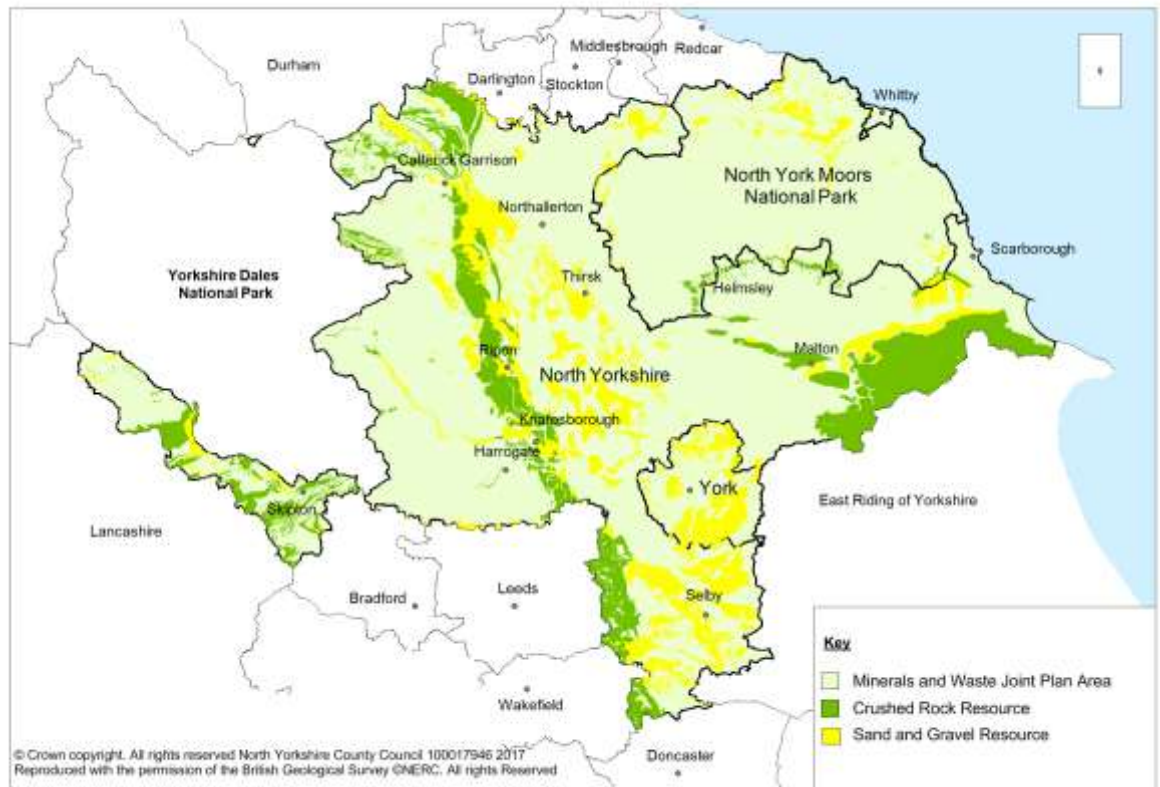 Durham
Middlesbrough
Redcar
Darlington
Stockton
Whitby
Catterick Garrison
North York Moors
National Park
Northallerton
Scarborough
Yorkshire Dales
National Park
Thirsk
Helmsley
Ripon
Malton
North Yorkshire
Knaresborough
Harrogate
York
East Riding of Yorkshire
Skipton
Lancashire
Bradford
Leeds
Selby
Wakefield
Doncaster
Key
Minerals and Waste Joint Plan Area
Crushed Rock Resource
Sand and Gravel Resource
© Crown copyright. All rights reserved North Yorkshire County Council 100017946 2017
Reproduced with the permission of the British Geological Survey ©NERC. All rights Reserved